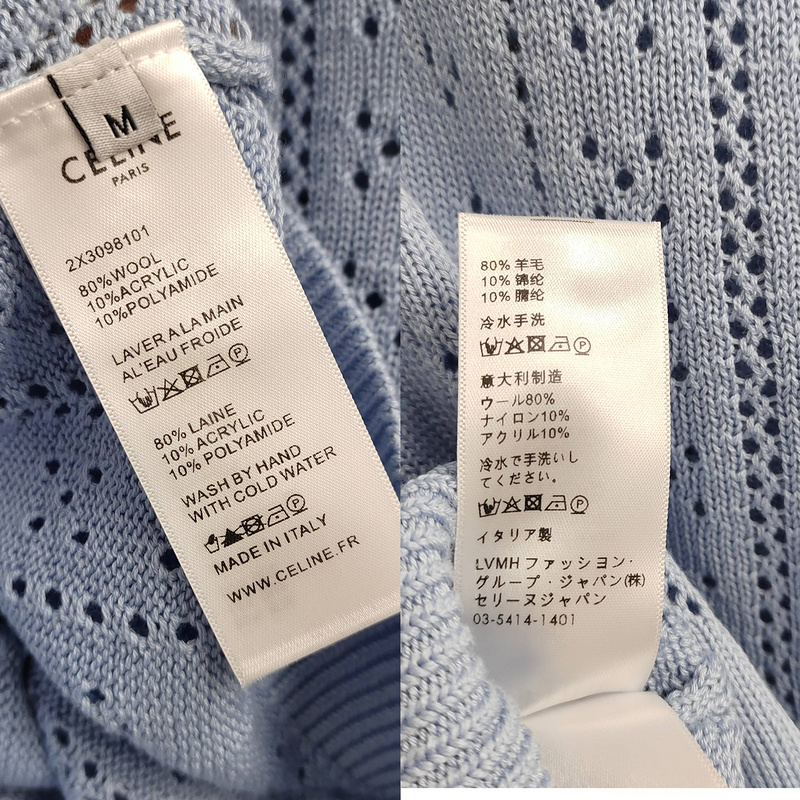 M
CELINE
PARIS
2X3098101
80%WOOL
10%ACRYLIC
10%POLYAMIDE
LAVER A LA MAIN
AL'EAU FROIDE
P
80% LAINE
10% ACRYLIC
10% POLYAMIDE
WASH BY HAND
WITH COLD WATER
P
MADE IN ITALY
WWW.CELINE.FR
80% 羊毛
10% 锦纶
10% 腈纶
冷水手洗
P
意大利制造
ウール80%
ナイロン10%
アクリル10%
冷水で手洗いし
てください。
P
イタリア製
LVMH ファッション·
グループ·ジャパン(株)
セリーヌジャパン
03-5414-1401